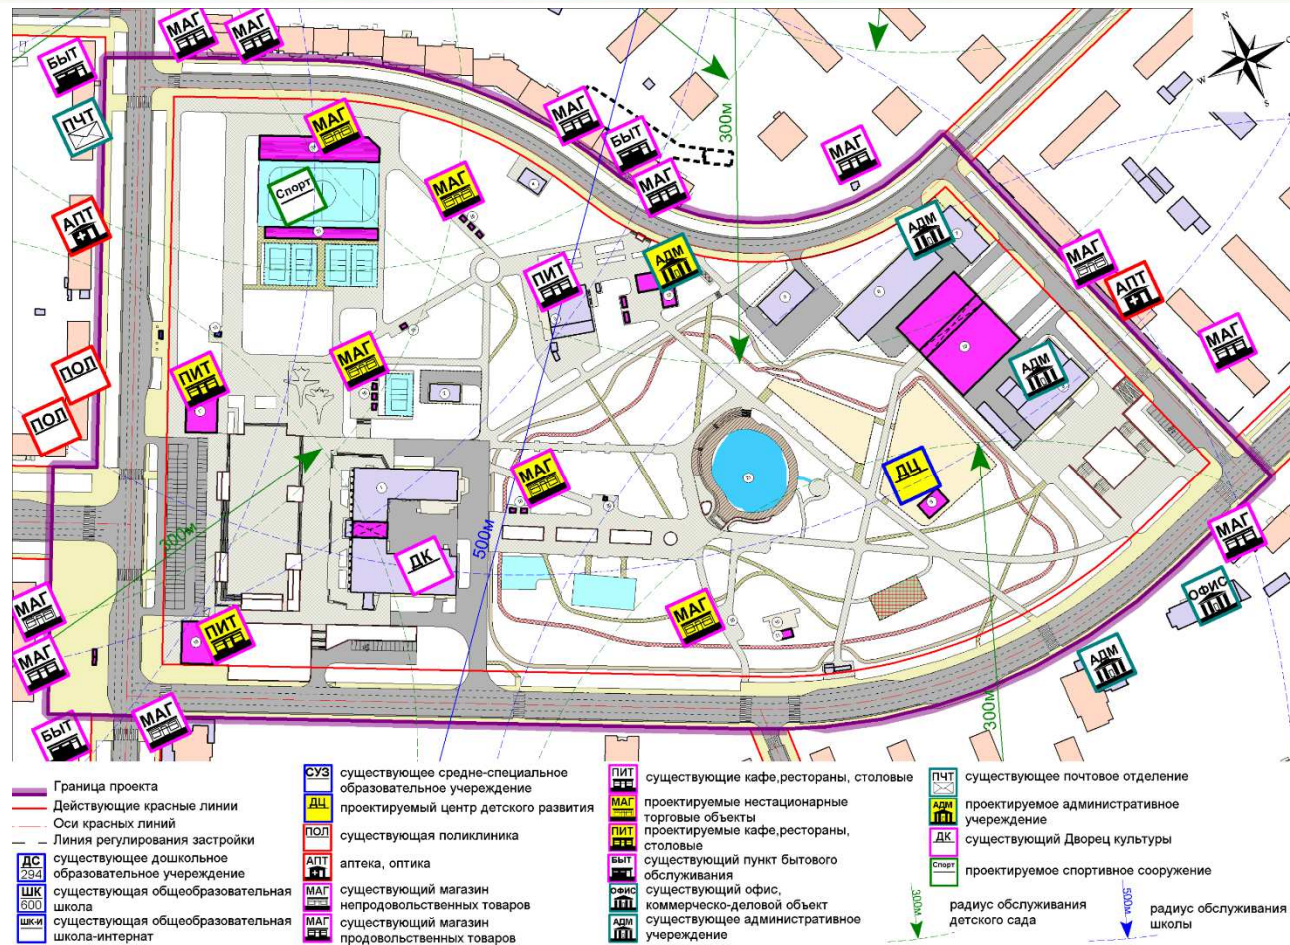 МАГ
МАГ
N
БЫТ
МАГ
ПЧТ
МАГ
БЫТ
300м
МАГ
W
S
МАГ
Спорт
МАГ
АПТ
АДМ
АДМ
МАГ
ПИТ
АПТ
МАГ
МАГ
ПОЛ
ПИТ
АДМ
ПОЛ
МАГ
ДЦ
300м
500м
ДК
МАГ
МАГ
ОФИС
МАГ
ПИТ
МАГ
АДМ
300м
БЫТ
МАГ
Граница проекта
Действующие красные линии
Оси красных линий
Линия регулирования застройки
ДС
294
существующее дошкольное
образовательное учереждение
ШК
600
существующая общеобразовательная
школа
ШК-И
существующая общеобразовательная
школа-интернат
СУЗ
существующее средне-специальное
образовательное учереждение
ДЦ
проектируемый центр детского развития
ПОЛ
существующая поликлиника
АПТ
аптека, оптика
МАГ
существующий магазин
непродовольственных товаров
МАГ
существующий магазин
продовольственных товаров
ПИТ
существующие кафе,рестораны, столовые
МАГ
проектируемые нестационарные
торговые объекты
ПИТ
проектируемые кафе,рестораны,
столовые
БЫТ
существующий пункт бытового
обслуживания
ОФИС
существующий офис,
коммерческо-деловой объект
АДМ
существующее административное
учереждение
ПЧТ
существующее почтовое отделение
АДМ
проектируемое административное
учереждение
ДК
существующий Дворец культуры
Спорт
проектируемое спортивное сооружение
300м
радиус обслуживания
детского сада
500м
радиус обслуживания
школы